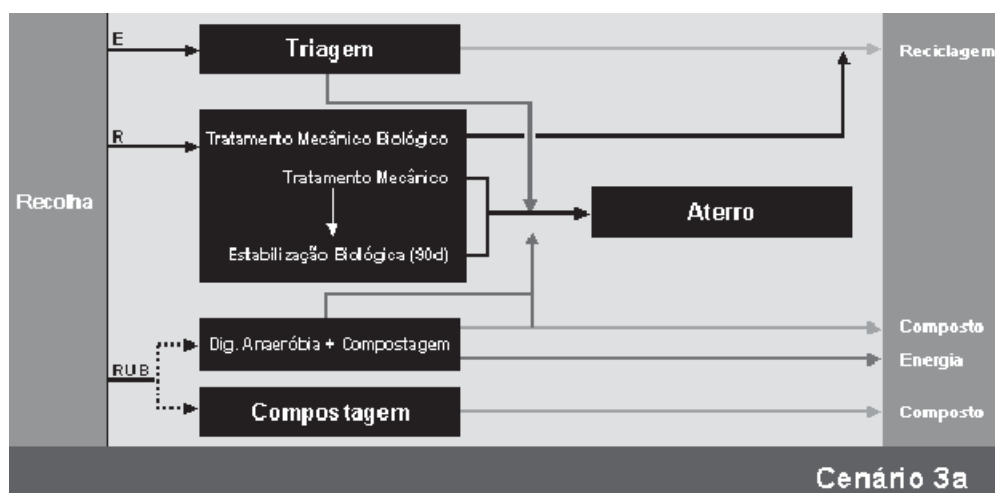 E
Triagem
Reciclagem
R
Tratamento Mecânico Biológico
Tratamento Mecânico
Recolha
Aterro
Estabilização Biológica (90d)
Composto
Dig. Anaeróbia + Compostagem
Energia
RUB
Compostagem
Composto
Cenário 3a